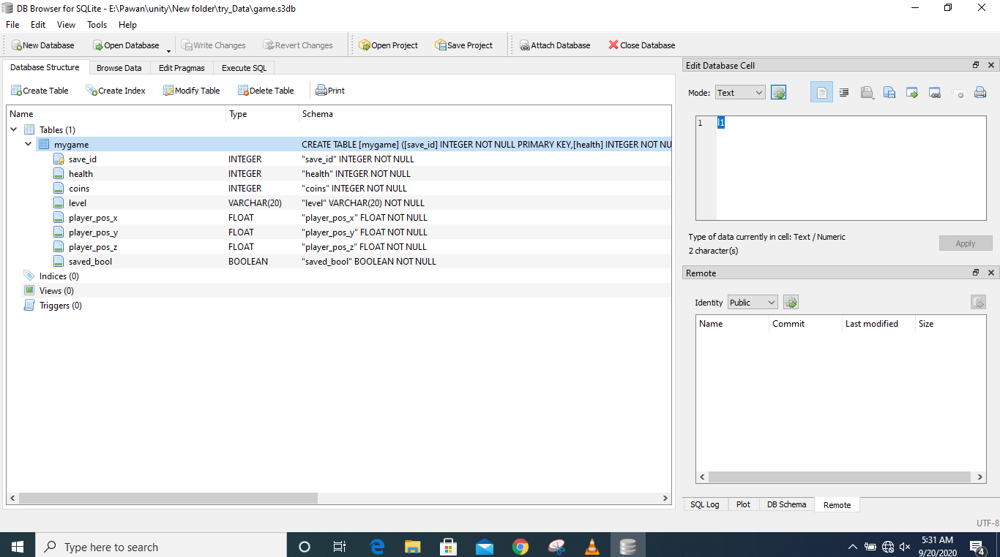 DB Browser for SQLite - E:\Pawan\unity\New folder\try_Data\game.s3db
File Edit View Tools Help
New Database Open Database Write Changes Revert Changes Open Project Save Project Attach Database Close Database
Database Structure Browse Data Edit Pragmas Execute SQL
Create Table Create Index Modify Table Delete Table Print
Name Type Schema
Tables (1)
mygame CREATE TABLE [mygame] ([save_id] INTEGER NOT NULL PRIMARY KEY,[health] INTEGER NOT NU
save_id INTEGER "save_id" INTEGER NOT NULL
health INTEGER "health" INTEGER NOT NULL
coins INTEGER "coins" INTEGER NOT NULL
level VARCHAR(20) "level" VARCHAR(20) NOT NULL
player_pos_x FLOAT "player_pos_x" FLOAT NOT NULL
player_pos_y FLOAT "player_pos_y" FLOAT NOT NULL
player_pos_z FLOAT "player_pos_z" FLOAT NOT NULL
saved_bool BOOLEAN "saved_bool" BOOLEAN NOT NULL
Indices (0)
Views (0)
Triggers (0)
Edit Database Cell
Mode: Text
1 l1
Type of data currently in cell: Text / Numeric
2 character(s)
Apply
Remote
Identity Public
Name Commit Last modified Size
SQL Log Plot DB Schema Remote
UTF-8
Type here to search
5:31 AM
9/20/2020
4